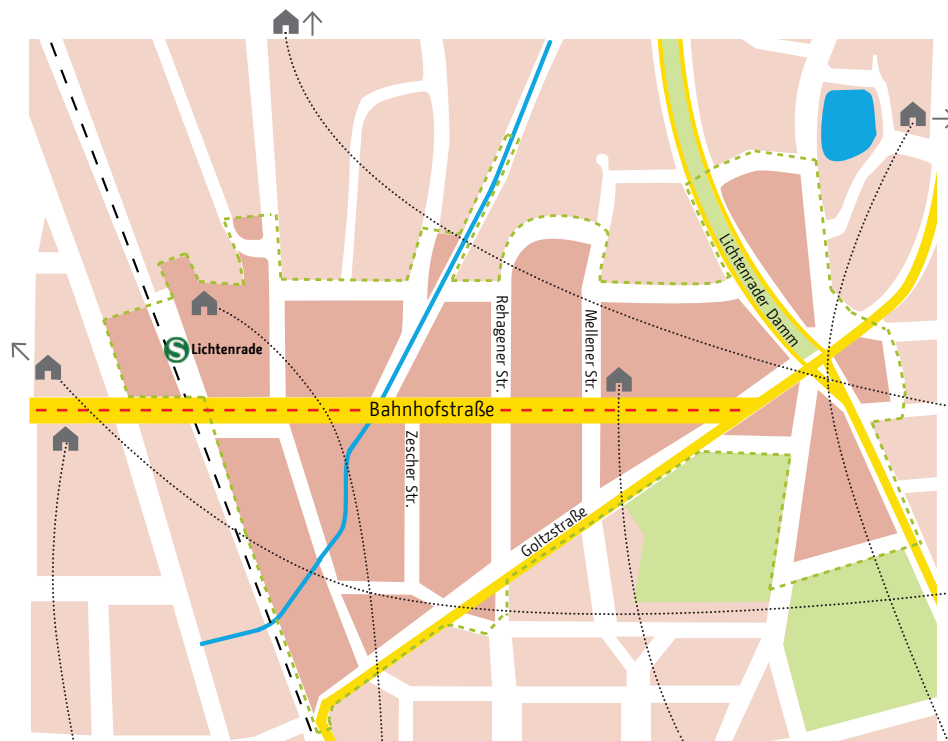 Lichtenrader Damm
Rehagener Str.
Mellener Str.
S Lichtenrade
Bahnhofstraße
Zescher Str.
Goltzstraße